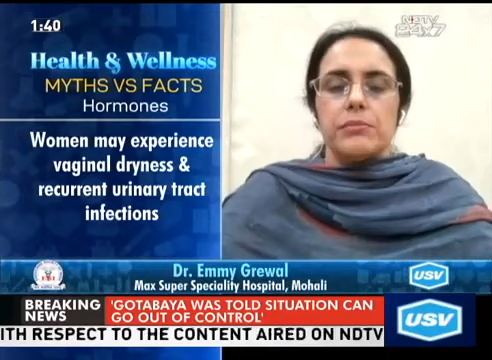 1:40
NDTV
24x7
Health & Wellness
MYTHS VS FACTS
Hormones
Women may experience
vaginal dryness &
recurrent urinary tract
infections
Dr. Emmy Grewal
Max Super Speciality Hospital, Mohali
USV
BREAKING
NEWS
'GOTABAYA WAS TOLD SITUATION CAN
GO OUT OF CONTROL'
USV
ITH RESPECT TO THE CONTENT AIRED ON NDTV